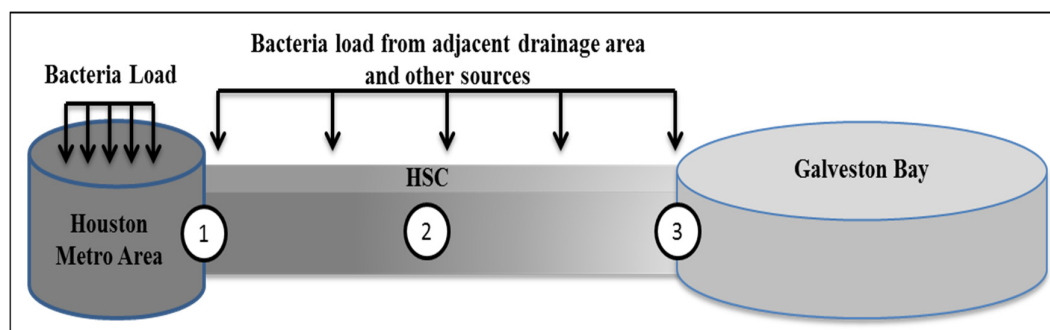 Bacteria load from adjacent drainage area
and other sources
Bacteria Load
HSC
Galveston Bay
Houston
Metro Area
1
2
3